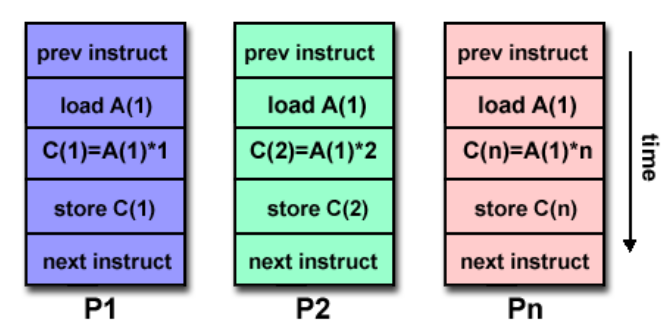 prev instruct
load A(1)
C(1)=A(1)*1
store C(1)
next instruct
P1
prev instruct
load A(1)
C(2)=A(1)*2
store C(2)
next instruct
P2
prev instruct
load A(1)
C(n)=A(1)*n
store C(n)
next instruct
Pn
time